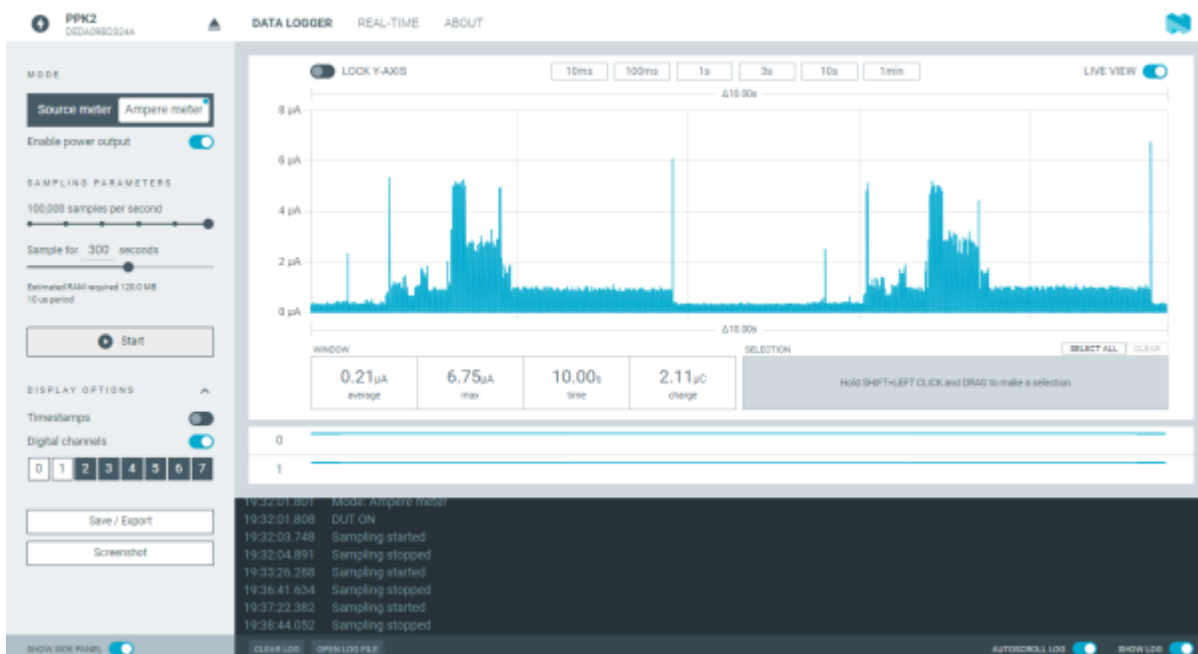 PPK2
DEDA09B0324A
DATA LOGGER REAL-TIME ABOUT
MODE
Source meter Ampere meter
Enable power output
SAMPLING PARAMETERS
100,000 samples per second
Sample for 300 seconds
Estimated RAM required 120.0 MB
10 us period
Start
DISPLAY OPTIONS
Timestamps
Digital channels
0 1 2 3 4 5 6 7
Save / Export
Screenshot
SHOW SIDE PANEL
LOCK Y-AXIS 10ms 100ms 1s 3s 10s 1min LIVE VIEW
Δ10.00s
8 µA
6 µA
4 µA
2 µA
0 µA
Δ10.00s
WINDOW SELECTION SELECT ALL CLEAR
0.21µA 6.75µA 10.00s 2.11µC
average max time charge
Hold SHIFT+LEFT CLICK and DRAG to make a selection
0
1
19:32:01.801 Mode: Ampere meter
19:32:01.808 DUT ON
19:32:03.748 Sampling started
19:32:04.891 Sampling stopped
19:33:26.288 Sampling started
19:36:41.634 Sampling stopped
19:37:22.382 Sampling started
19:38:44.052 Sampling stopped
CLEAR LOG OPEN LOG FILE AUTOSCROLL LOG SHOW LOG